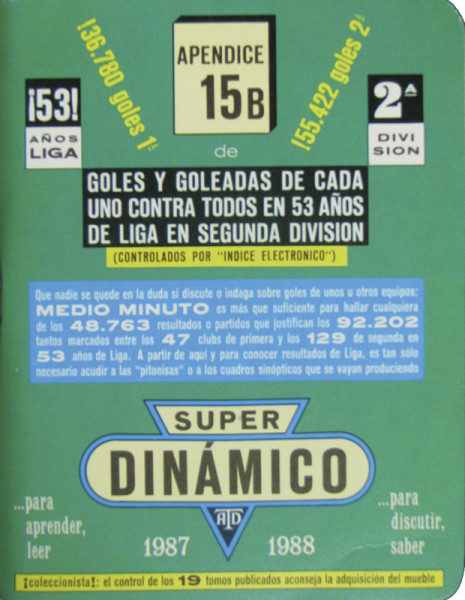 ¡36.780 goles 1ª
APENDICE
15B
¡55.422 goles 2ª
¡53!
AÑOS
LIGA
2ª
DIVI
SION
de
GOLES Y GOLEADAS DE CADA
UNO CONTRA TODOS EN 53 AÑOS
DE LIGA EN SEGUNDA DIVISION
(CONTROLADOS POR "INDICE ELECTRONICO")
Que nadie se quede en la duda si discute o indaga sobre goles de unos u otros equipos:
MEDIO MINUTO es más que suficiente para hallar cualquiera
de los 48.763 resultados o partidos que justifican los 92.202
tantos marcados entre los 47 clubs de primera y los 129 de segunda en
53 años de Liga. A partir de aquí y para conocer resultados de Liga, es tan sólo
necesario acudir a las "pitonisas" o a los cuadros sinópticos que se vayan produciendo
SUPER
DINÁMICO
ATD
...para
aprender,
leer
1987
1988
...para
discutir,
saber
¡coleccionista!: el control de los 19 tomos publicados aconseja la adquisición del mueble